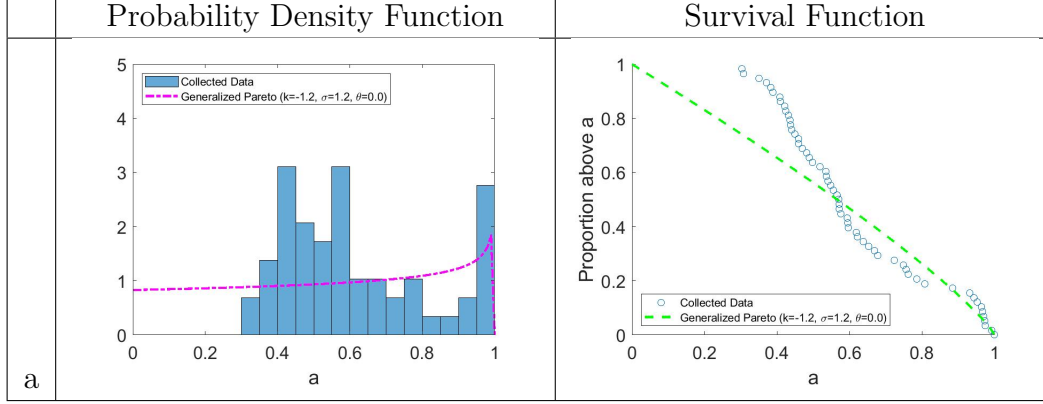 Probability Density Function
Survival Function
5
4
3
2
1
0
0
0.2
0.4
0.6
0.8
1
a
Collected Data
Generalized Pareto (k=-1.2, σ=1.2, θ=0.0)
Proportion above a
1
0.8
0.6
0.4
0.2
0
0
0.2
0.4
0.6
0.8
1
a
Collected Data
Generalized Pareto (k=-1.2, σ=1.2, θ=0.0)
a